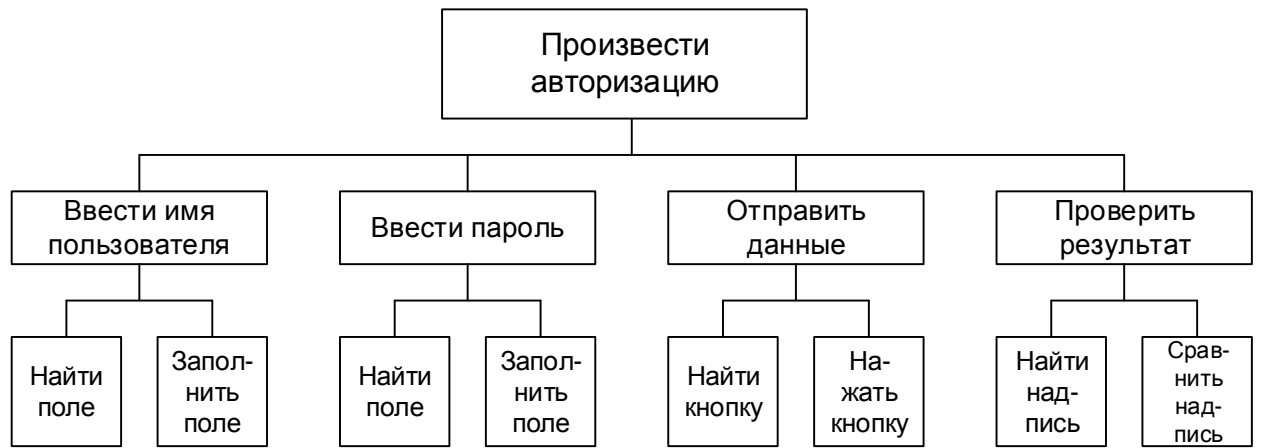 Произвести
авторизацию
Ввести имя
пользователя
Ввести пароль
Отправить
данные
Проверить
результат
Найти
поле
Запол-
нить
поле
Найти
поле
Запол-
нить
поле
Найти
кнопку
На-
жать
кнопку
Найти
над-
пись
Срав-
нить
над-
пись